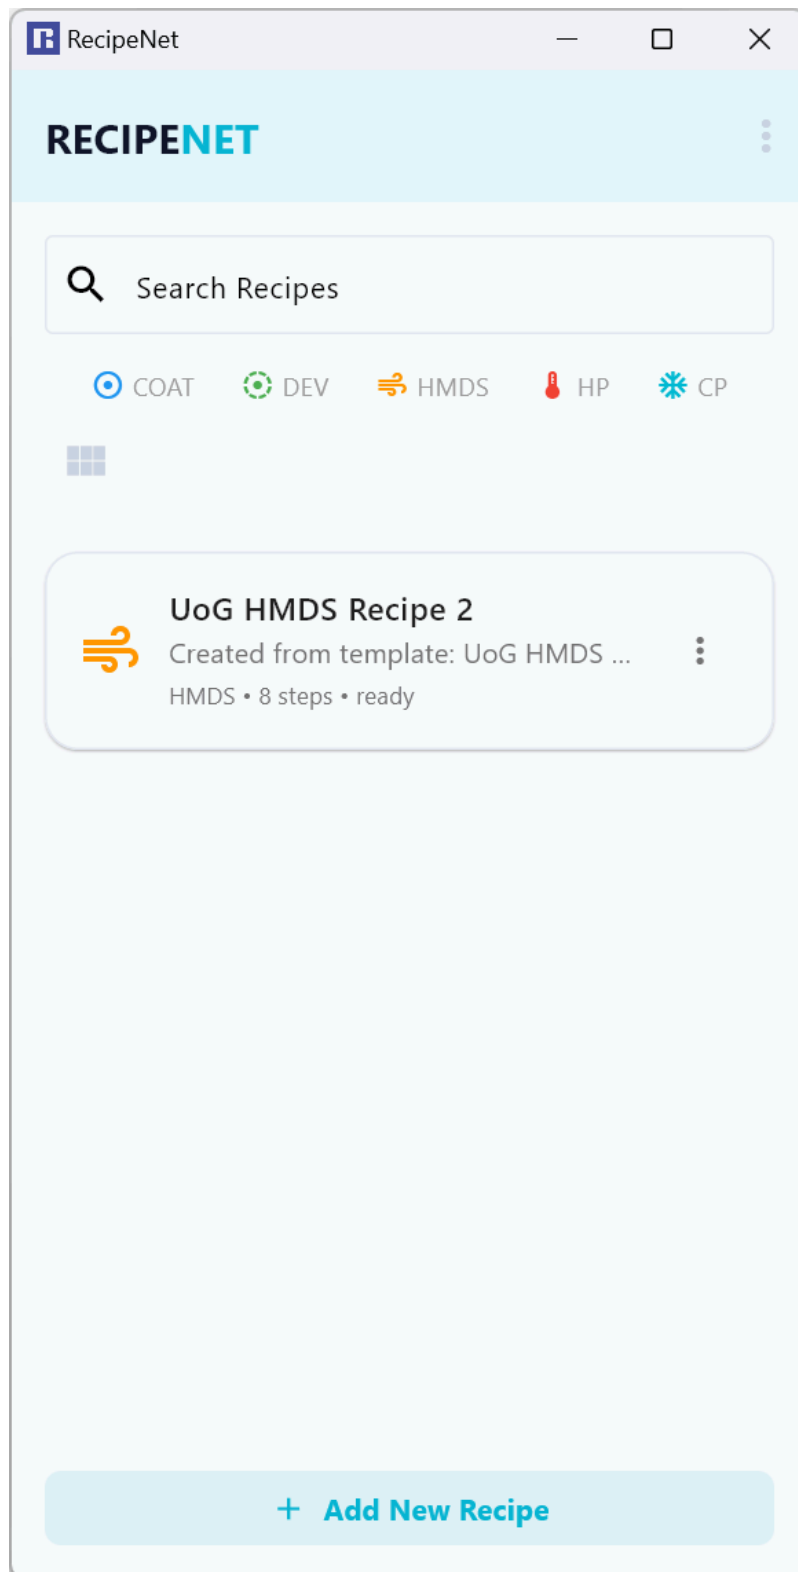 RecipeNet
RECIPENET
Search Recipes
COAT DEV HMDS HP CP
UoG HMDS Recipe 2
Created from template: UoG HMDS ...
HMDS • 8 steps • ready
+ Add New Recipe